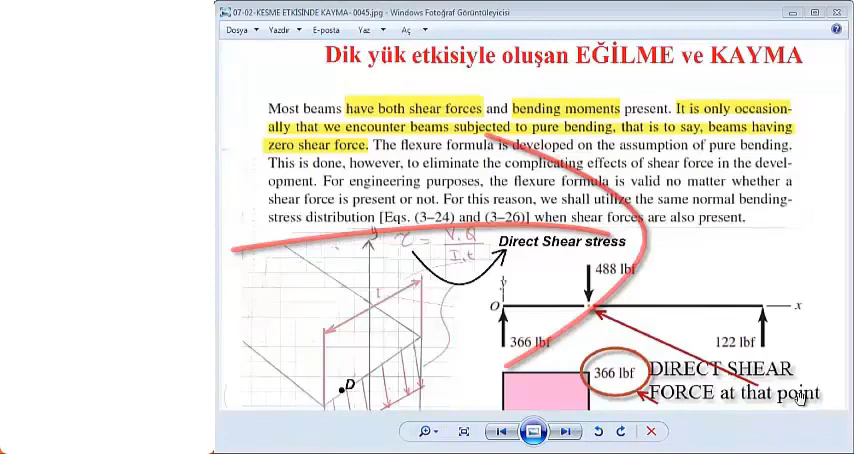 07-02-KESME ETKISİNDE KAYMA- 0045.jpg - Windows Fotoğraf Görüntüleyicisi
Dosya Yazdır E-posta Yaz Aç
Dik yük etkisiyle oluşan EĞİLME ve KAYMA
Most beams have both shear forces and bending moments present. It is only occasion-
ally that we encounter beams subjected to pure bending, that is to say, beams having
zero shear force. The flexure formula is developed on the assumption of pure bending.
This is done, however, to eliminate the complicating effects of shear force in the devel-
opment. For engineering purposes, the flexure formula is valid no matter whether a
shear force is present or not. For this reason, we shall utilize the same normal bending-
stress distribution [Eqs. (3–24) and (3–26)] when shear forces are also present.
y τ = V.Q / I.t
Direct Shear stress
488 lbf
y
O x
366 lbf 122 lbf
t
366 lbf DIRECT SHEAR
FORCE at that point
D